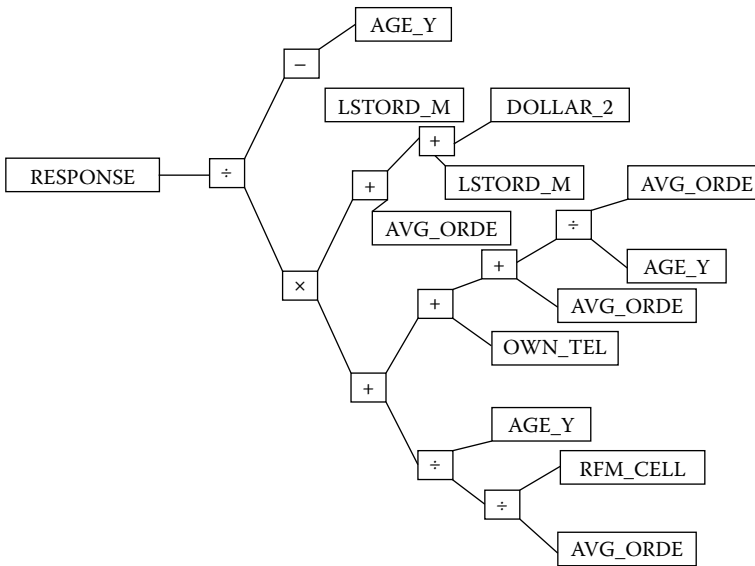 AGE_Y
−
LSTORD_M
DOLLAR_2
+
RESPONSE
÷
LSTORD_M
+
AVG_ORDE
AVG_ORDE
÷
+
AGE_Y
×
+
AVG_ORDE
OWN_TEL
+
AGE_Y
÷
RFM_CELL
÷
AVG_ORDE